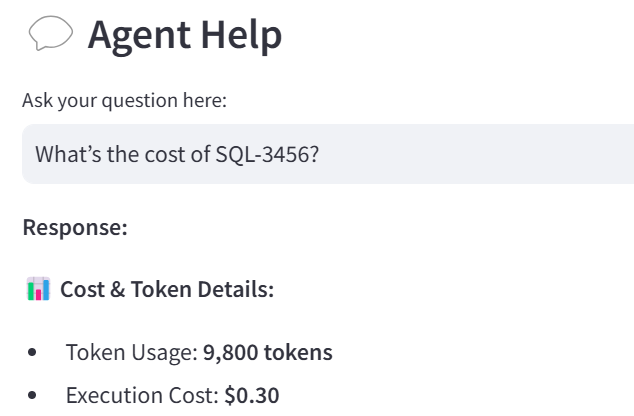 Agent Help
Ask your question here:
What’s the cost of SQL-3456?
Response:
Cost & Token Details:
• Token Usage: 9,800 tokens
• Execution Cost: $0.30